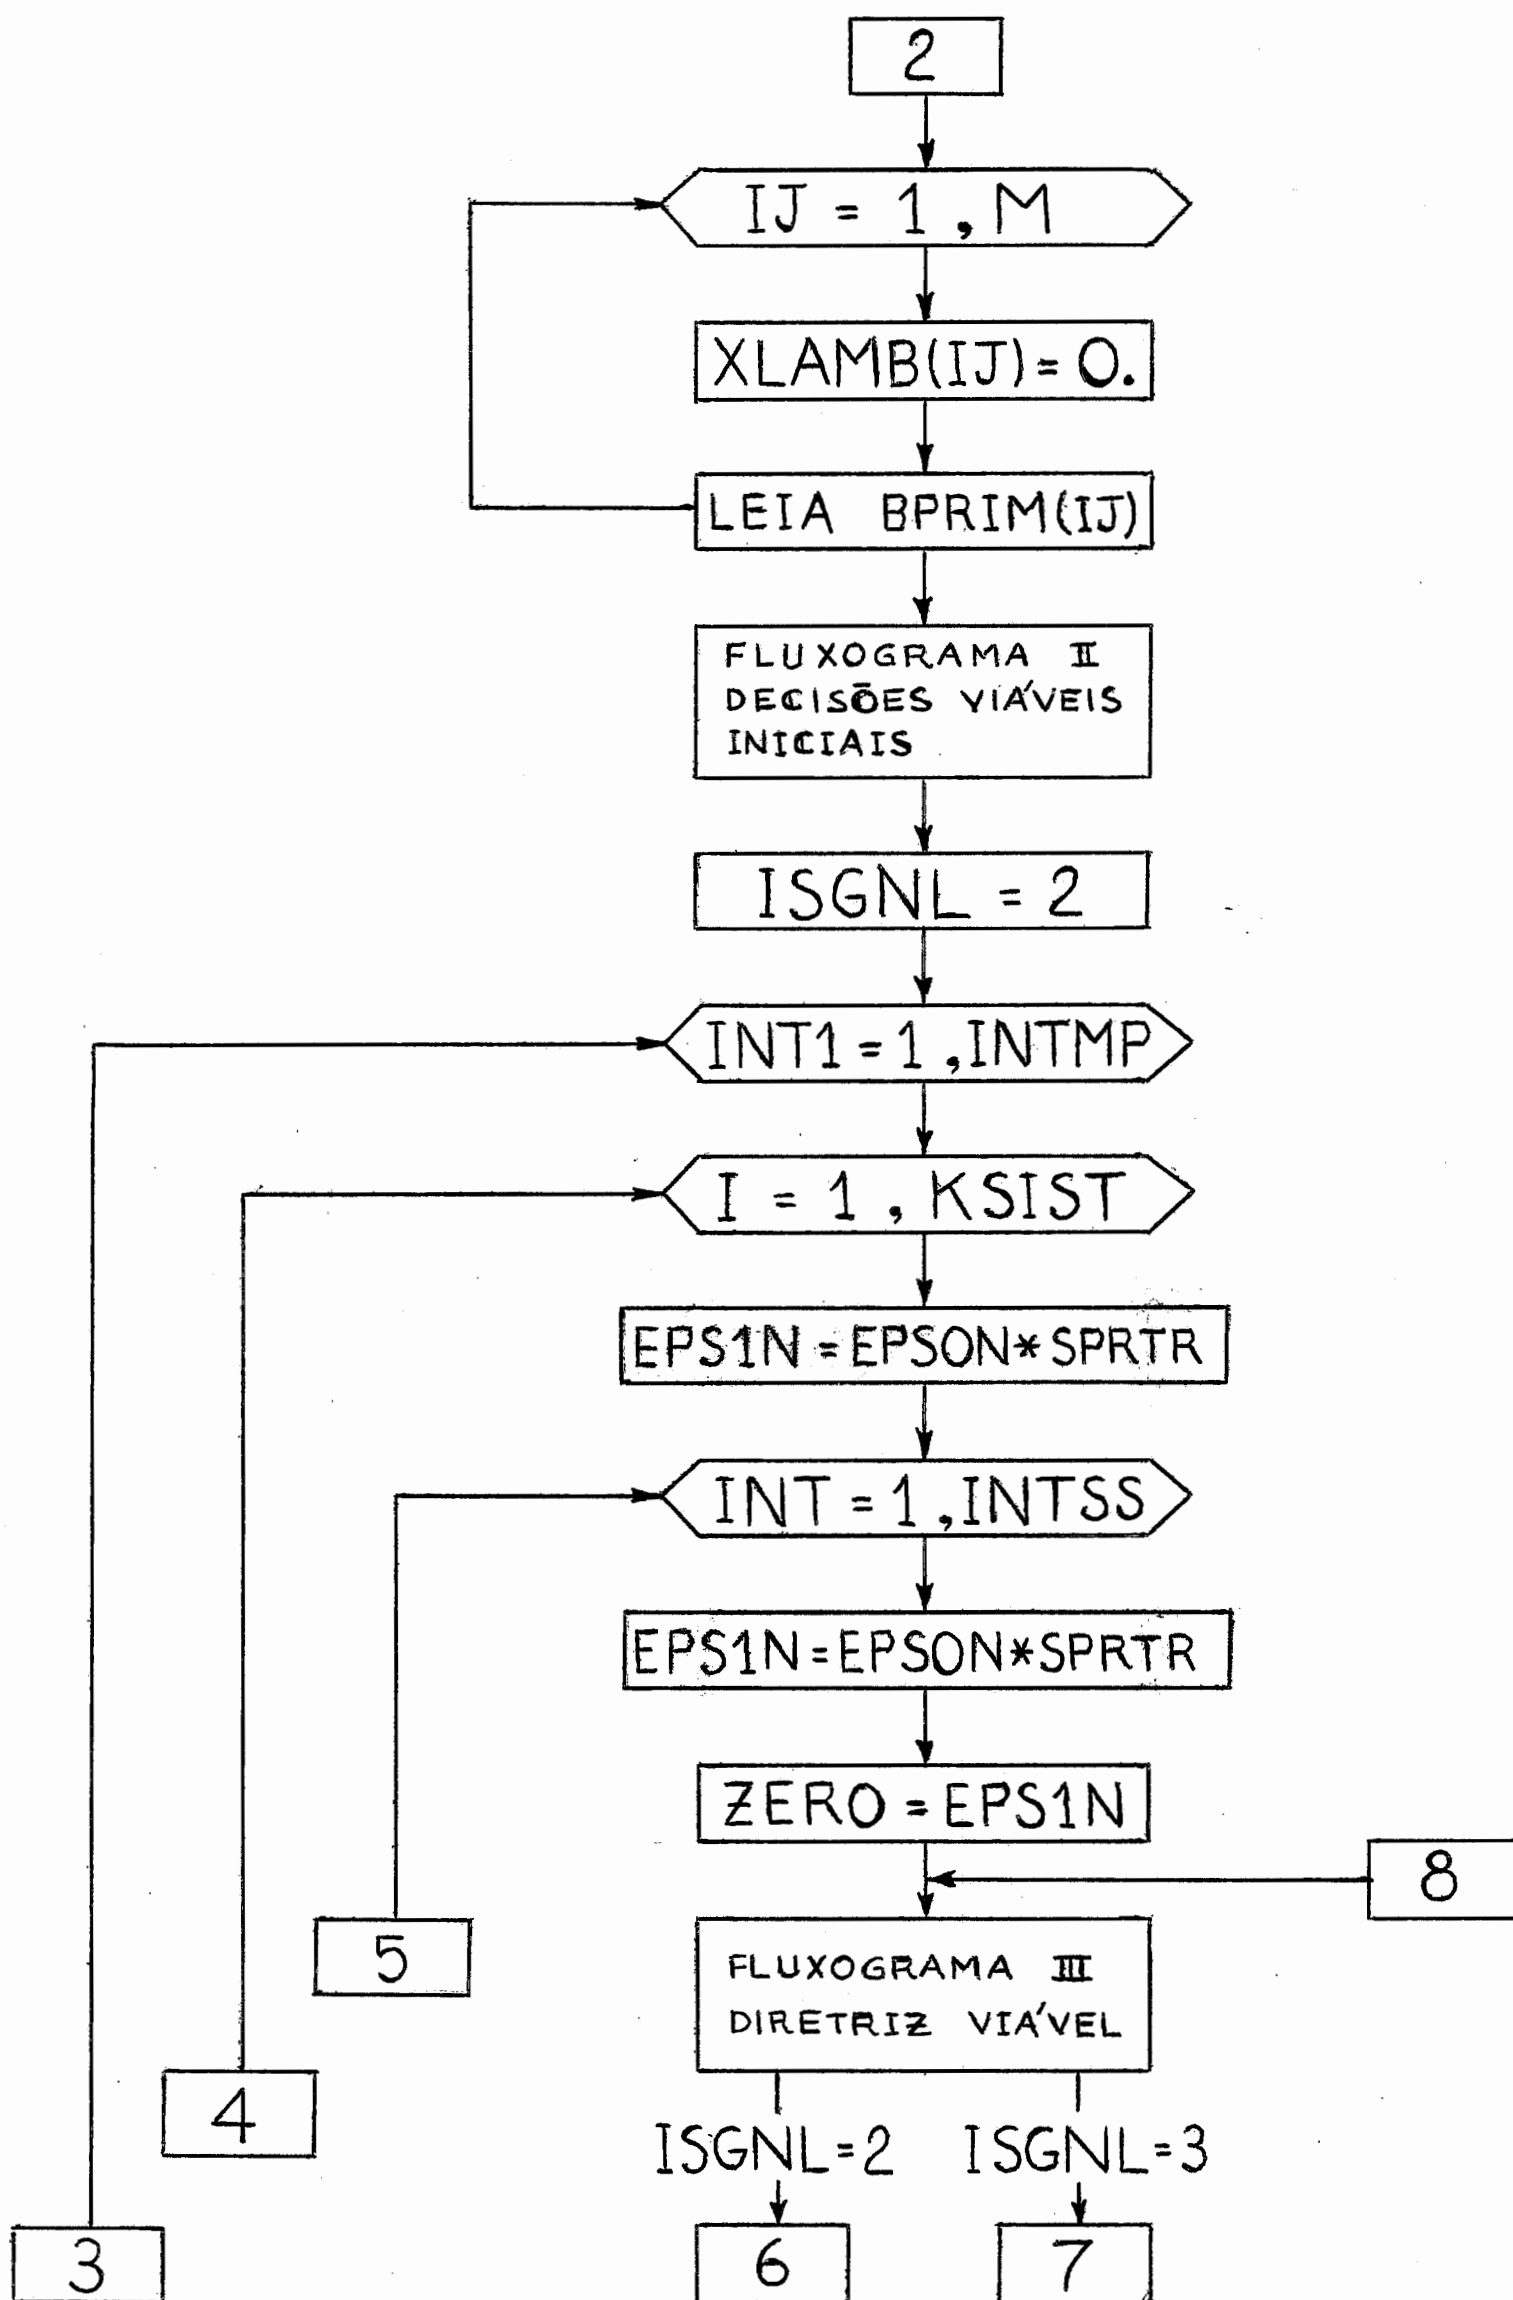 2
IJ = 1 , M
XLAMB(IJ) = 0.
LEIA BPRIM(IJ)
FLUXOGRAMA II
DECISÕES VIÁVEIS
INICIAIS
ISGNL = 2
INT1 = 1 , INTMP
I = 1 , KSIST
EPS1N = EPSON * SPRTR
INT = 1 , INTSS
EPS1N = EPSON * SPRTR
ZERO = EPS1N
8
5
FLUXOGRAMA III
DIRETRIZ VIÁVEL
4
ISGNL = 2 ISGNL = 3
3 6 7